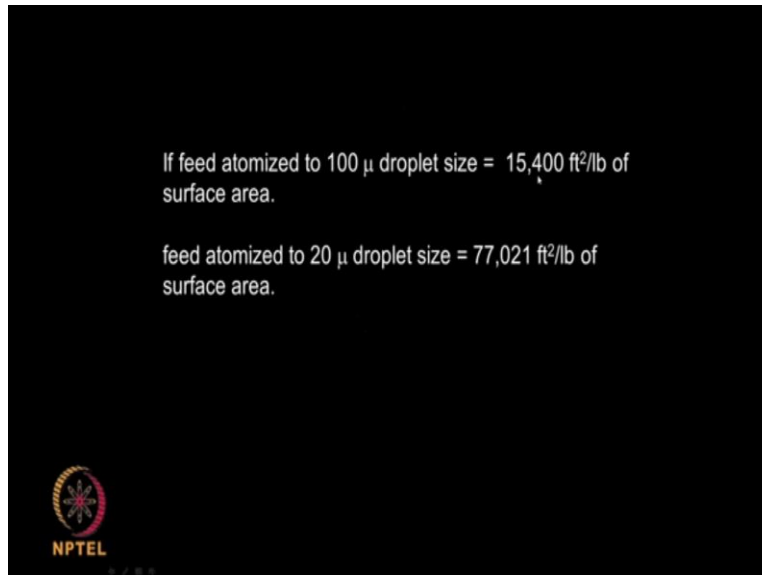 If feed atomized to 100 μ droplet size = 15,400 ft²/lb of
surface area.
feed atomized to 20 μ droplet size = 77,021 ft²/lb of
surface area.
NPTEL